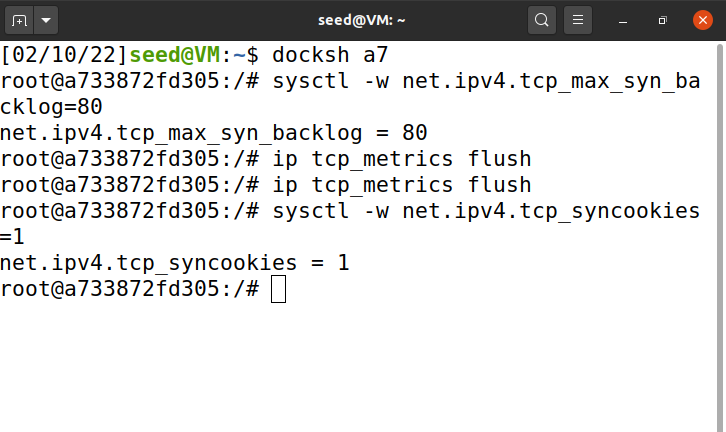 seed@VM: ~
[02/10/22]seed@VM:~$ docksh a7
root@a733872fd305:/# sysctl -w net.ipv4.tcp_max_syn_ba
cklog=80
net.ipv4.tcp_max_syn_backlog = 80
root@a733872fd305:/# ip tcp_metrics flush
root@a733872fd305:/# ip tcp_metrics flush
root@a733872fd305:/# sysctl -w net.ipv4.tcp_syncookies
=1
net.ipv4.tcp_syncookies = 1
root@a733872fd305:/#